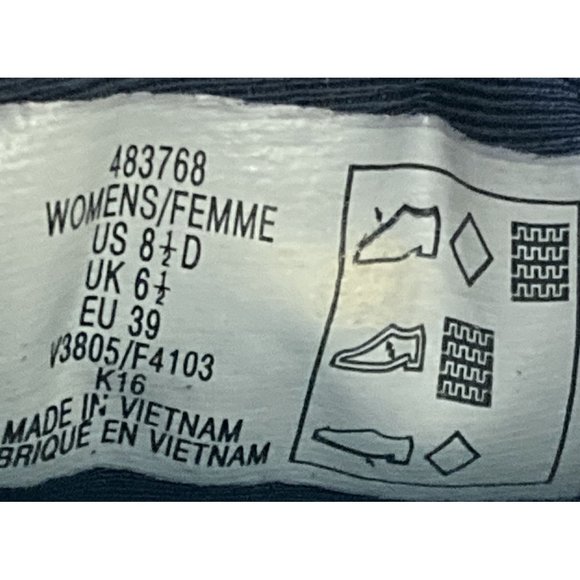 483768
WOMENS/FEMME
US 8½D
UK 6½
EU 39
V3805/F4103
K16
MADE IN VIETNAM
BRIQUÉ EN VIETNAM